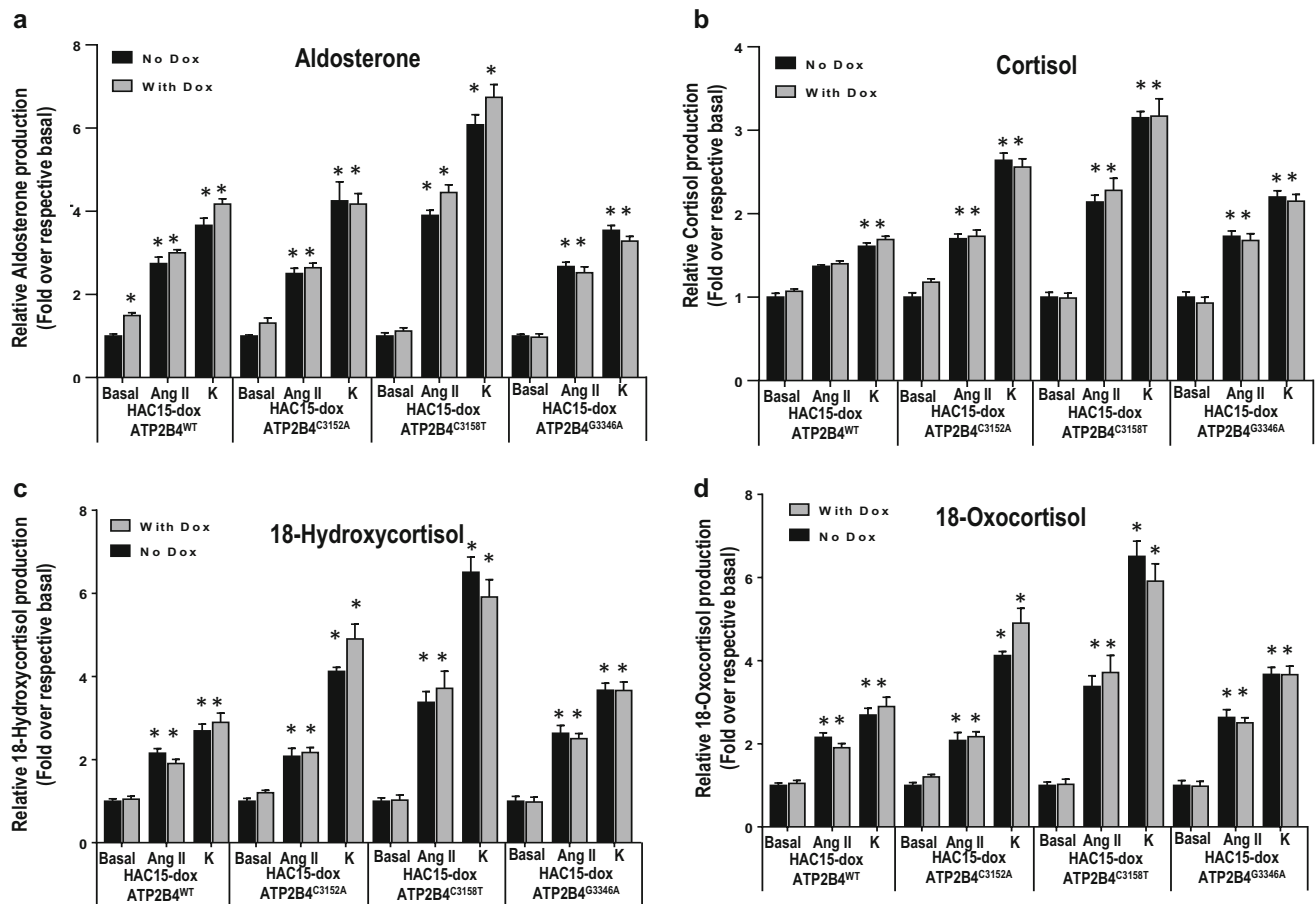 a
Aldosterone
No Dox
With Dox
Relative Aldosterone production
(Fold over respective basal)
8
6
4
2
0
* * * * * * * * * * * * * * * * *
Basal Ang II K Basal Ang II K Basal Ang II K Basal Ang II K
HAC15-dox HAC15-dox HAC15-dox HAC15-dox
ATP2B4WT ATP2B4C3152A ATP2B4C3158T ATP2B4G3346A
b
Cortisol
No Dox
With Dox
Relative Cortisol production
(Fold over respective basal)
4
3
2
1
0
* * * * * * * * * * * * * *
Basal Ang II K Basal Ang II K Basal Ang II K Basal Ang II K
HAC15-dox HAC15-dox HAC15-dox HAC15-dox
ATP2B4WT ATP2B4C3152A ATP2B4C3158T ATP2B4G3346A
c
18-Hydroxycortisol
With Dox
No Dox
Relative 18-Hydroxycortisol production
(Fold over respective basal)
8
6
4
2
0
* * * * * * * * * * * * * * * *
Basal Ang II K Basal Ang II K Basal Ang II K Basal Ang II K
HAC15-dox HAC15-dox HAC15-dox HAC15-dox
ATP2B4WT ATP2B4C3152A ATP2B4C3158T ATP2B4G3346A
d
18-Oxocortisol
With Dox
No Dox
Relative 18-Oxocortisol production
(Fold over respective basal)
8
6
4
2
0
* * * * * * * * * * * * * * * *
Basal Ang II K Basal Ang II K Basal Ang II K Basal Ang II K
HAC15-dox HAC15-dox HAC15-dox HAC15-dox
ATP2B4WT ATP2B4C3152A ATP2B4C3158T ATP2B4G3346A